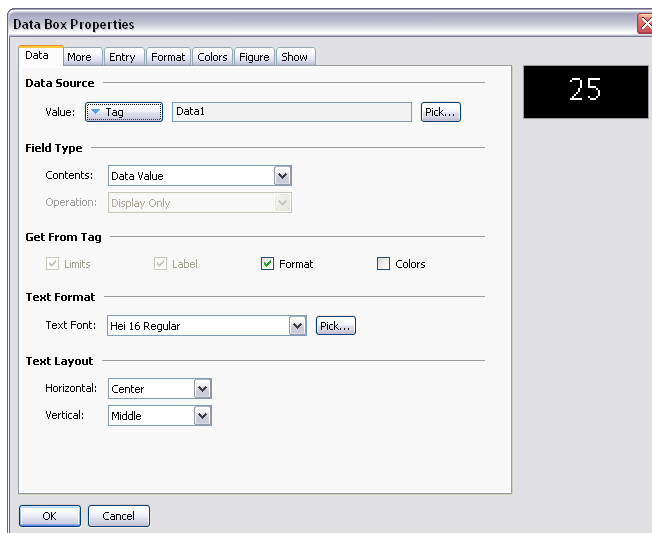 Data Box Properties
Data More Entry Format Colors Figure Show
Data Source
Value: Tag Data1 Pick...
25
Field Type
Contents: Data Value
Operation: Display Only
Get From Tag
Limits Label Format Colors
Text Format
Text Font: Hei 16 Regular Pick...
Text Layout
Horizontal: Center
Vertical: Middle
OK Cancel